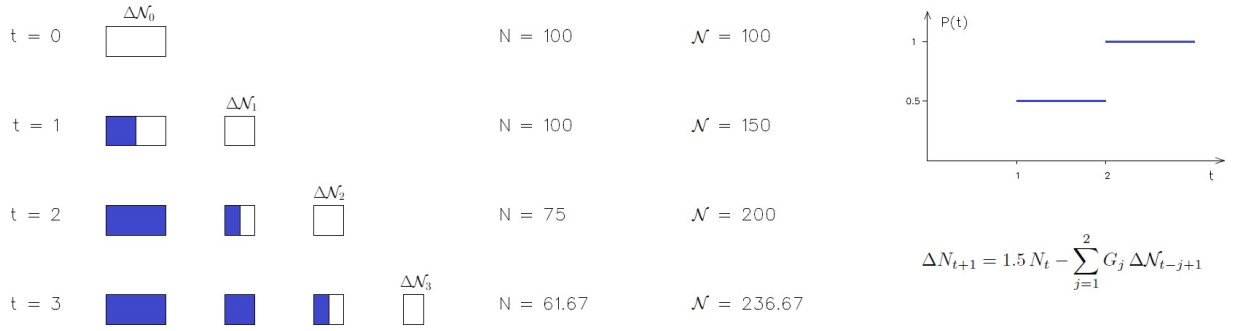 ΔN₀
t = 0 N = 100 𝒩 = 100
ΔN₁
t = 1 N = 100 𝒩 = 150
ΔN₂
t = 2 N = 75 𝒩 = 200
ΔN₃
t = 3 N = 61.67 𝒩 = 236.67
P(t)
1
0.5
1 2 t
ΔN_{t+1} = 1.5 N_t − ∑_{j=1}^{2} G_j Δ𝒩_{t−j+1}